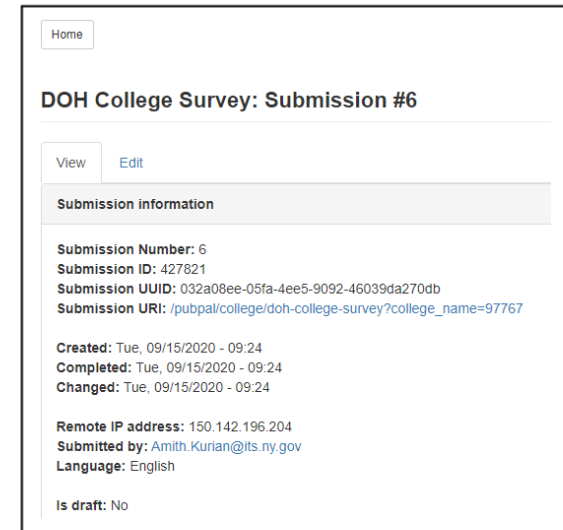 Home
DOH College Survey: Submission #6
View Edit
Submission information
Submission Number: 6
Submission ID: 427821
Submission UUID: 032a08ee-05fa-4ee5-9092-46039da270db
Submission URI: /pubpal/college/doh-college-survey?college_name=97767
Created: Tue, 09/15/2020 - 09:24
Completed: Tue, 09/15/2020 - 09:24
Changed: Tue, 09/15/2020 - 09:24
Remote IP address: 150.142.196.204
Submitted by: Amith.Kurian@its.ny.gov
Language: English
Is draft: No